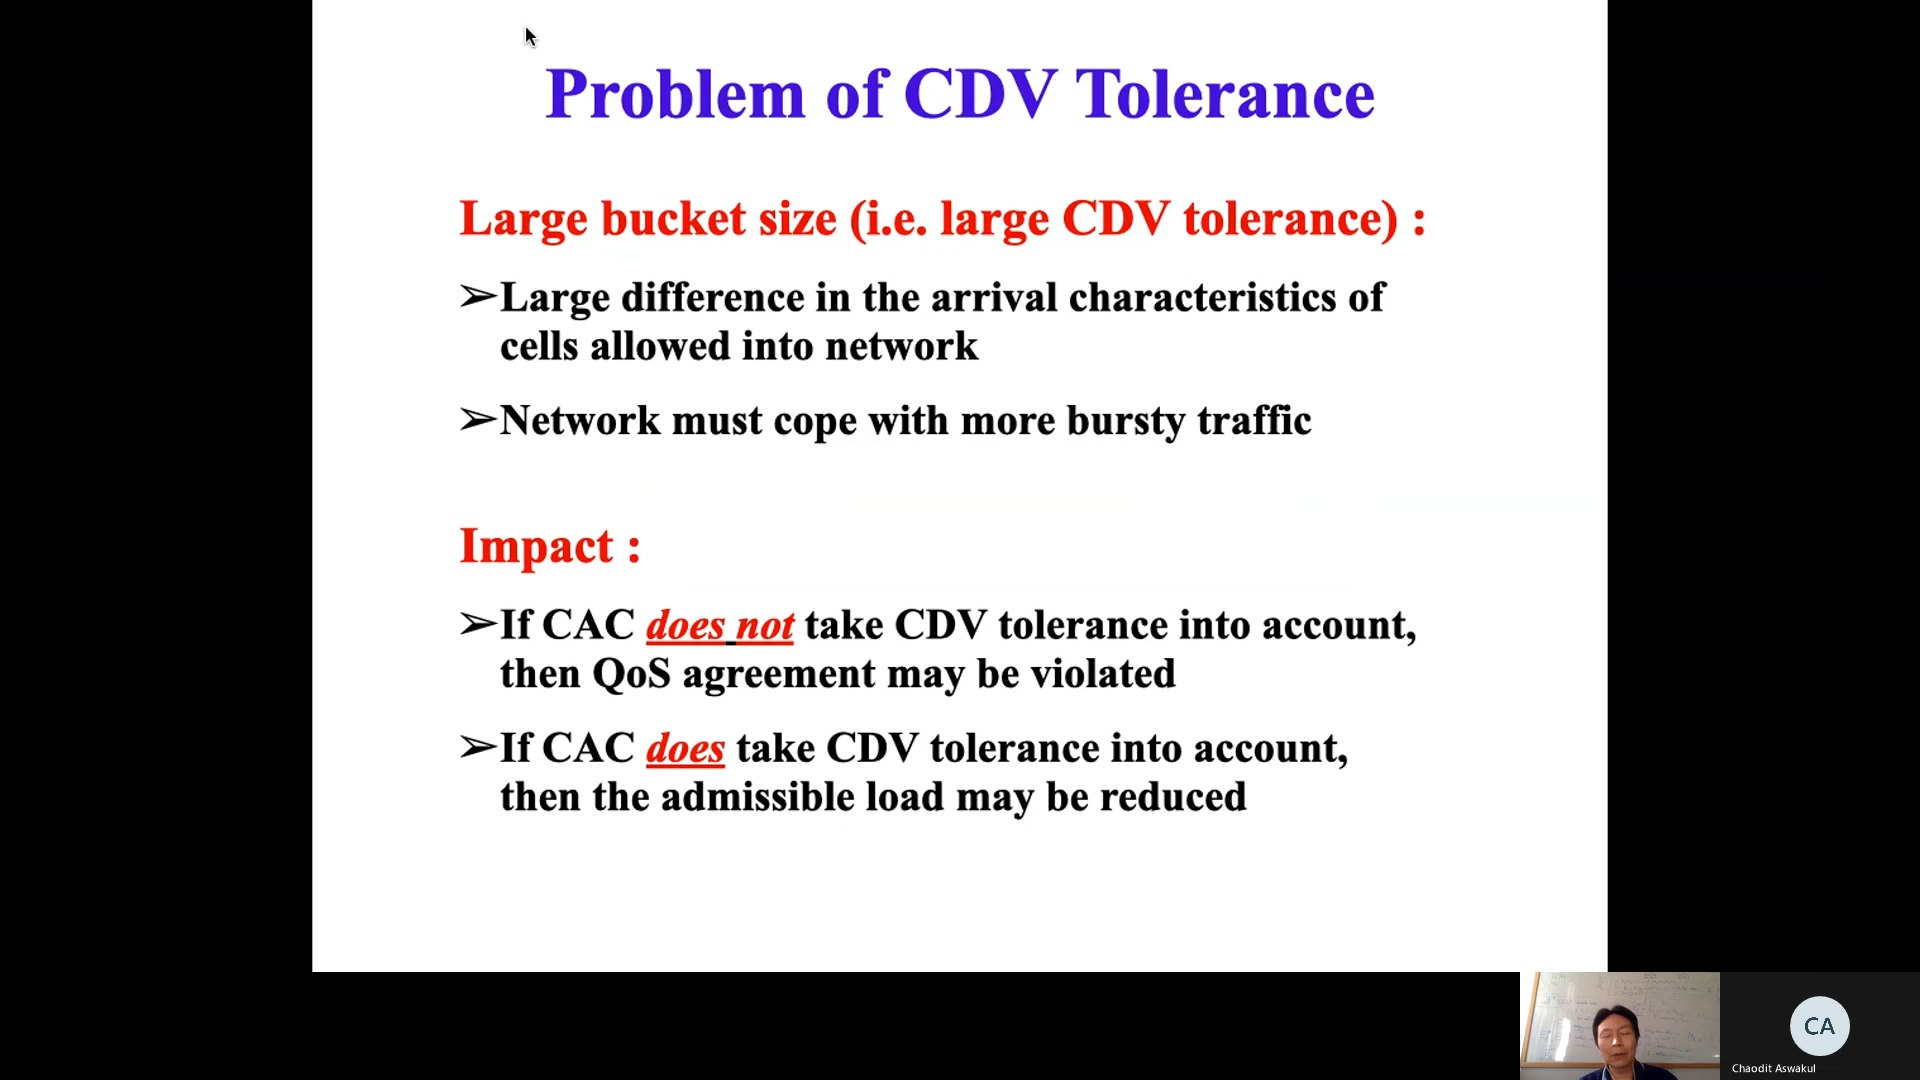 Problem of CDV Tolerance
Large bucket size (i.e. large CDV tolerance) :
➢Large difference in the arrival characteristics of
cells allowed into network
➢Network must cope with more bursty traffic
Impact :
➢If CAC does not take CDV tolerance into account,
then QoS agreement may be violated
➢If CAC does take CDV tolerance into account,
then the admissible load may be reduced
CA
Chaodit Aswakul